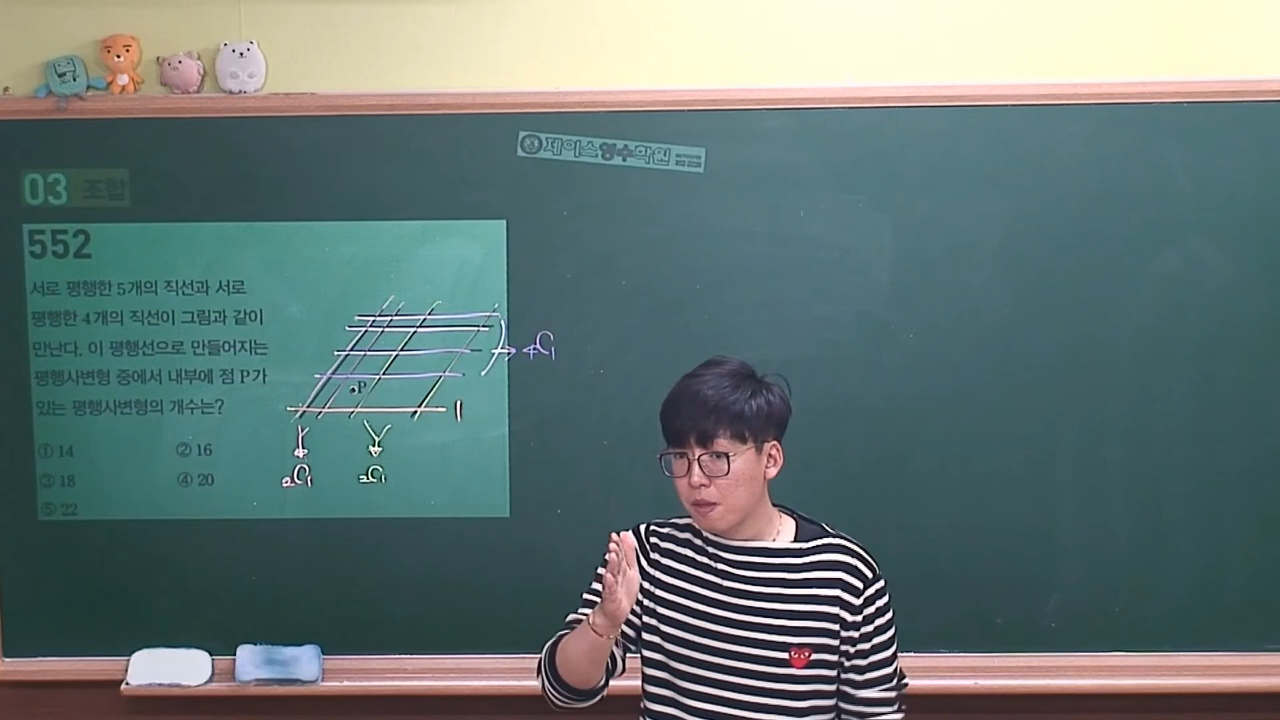 제이스영수학원
03 조합
552
서로 평행한 5개의 직선과 서로
평행한 4개의 직선이 그림과 같이
만난다. 이 평행선으로 만들어지는
평행사변형 중에서 내부에 점 P가
있는 평행사변형의 개수는?
① 14 ② 16
③ 18 ④ 20
⑤ 22
P
₄C₁
1
₂C₁ ₂C₁